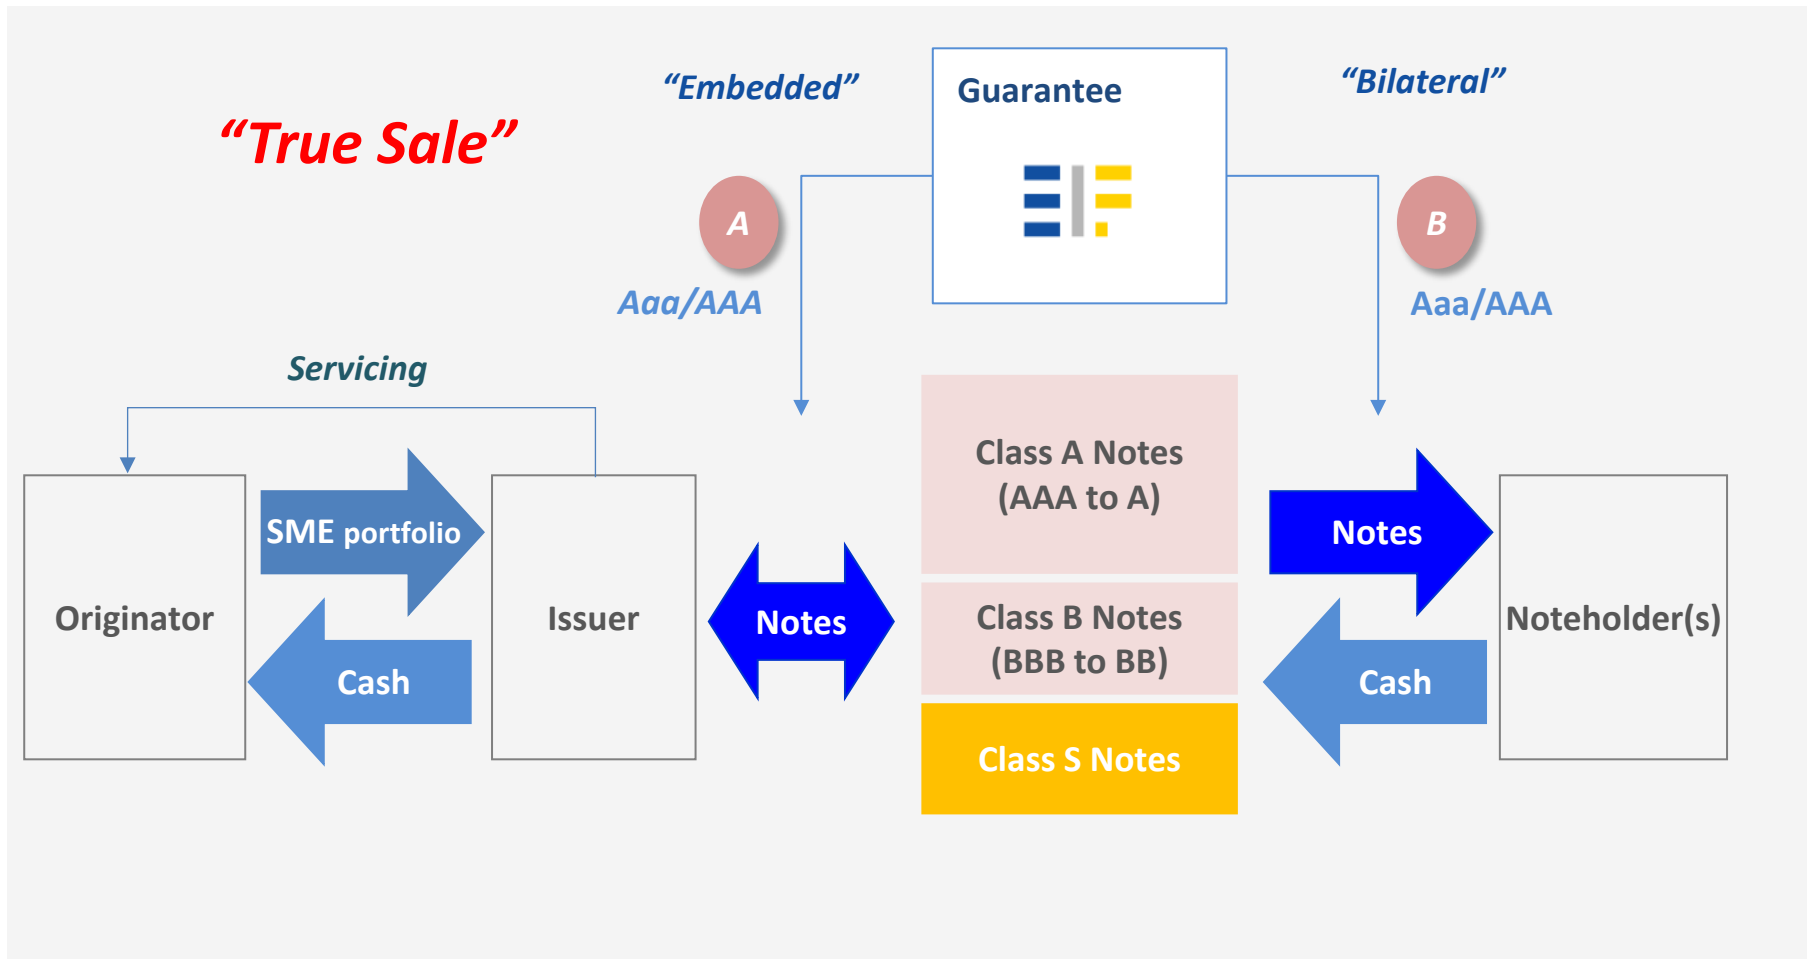 “True Sale”
“Embedded”
Guarantee
EIF
“Bilateral”
A
Aaa/AAA
B
Aaa/AAA
Servicing
Originator
SME portfolio
Cash
Issuer
Notes
Class A Notes
(AAA to A)
Class B Notes
(BBB to BB)
Class S Notes
Notes
Cash
Noteholder(s)